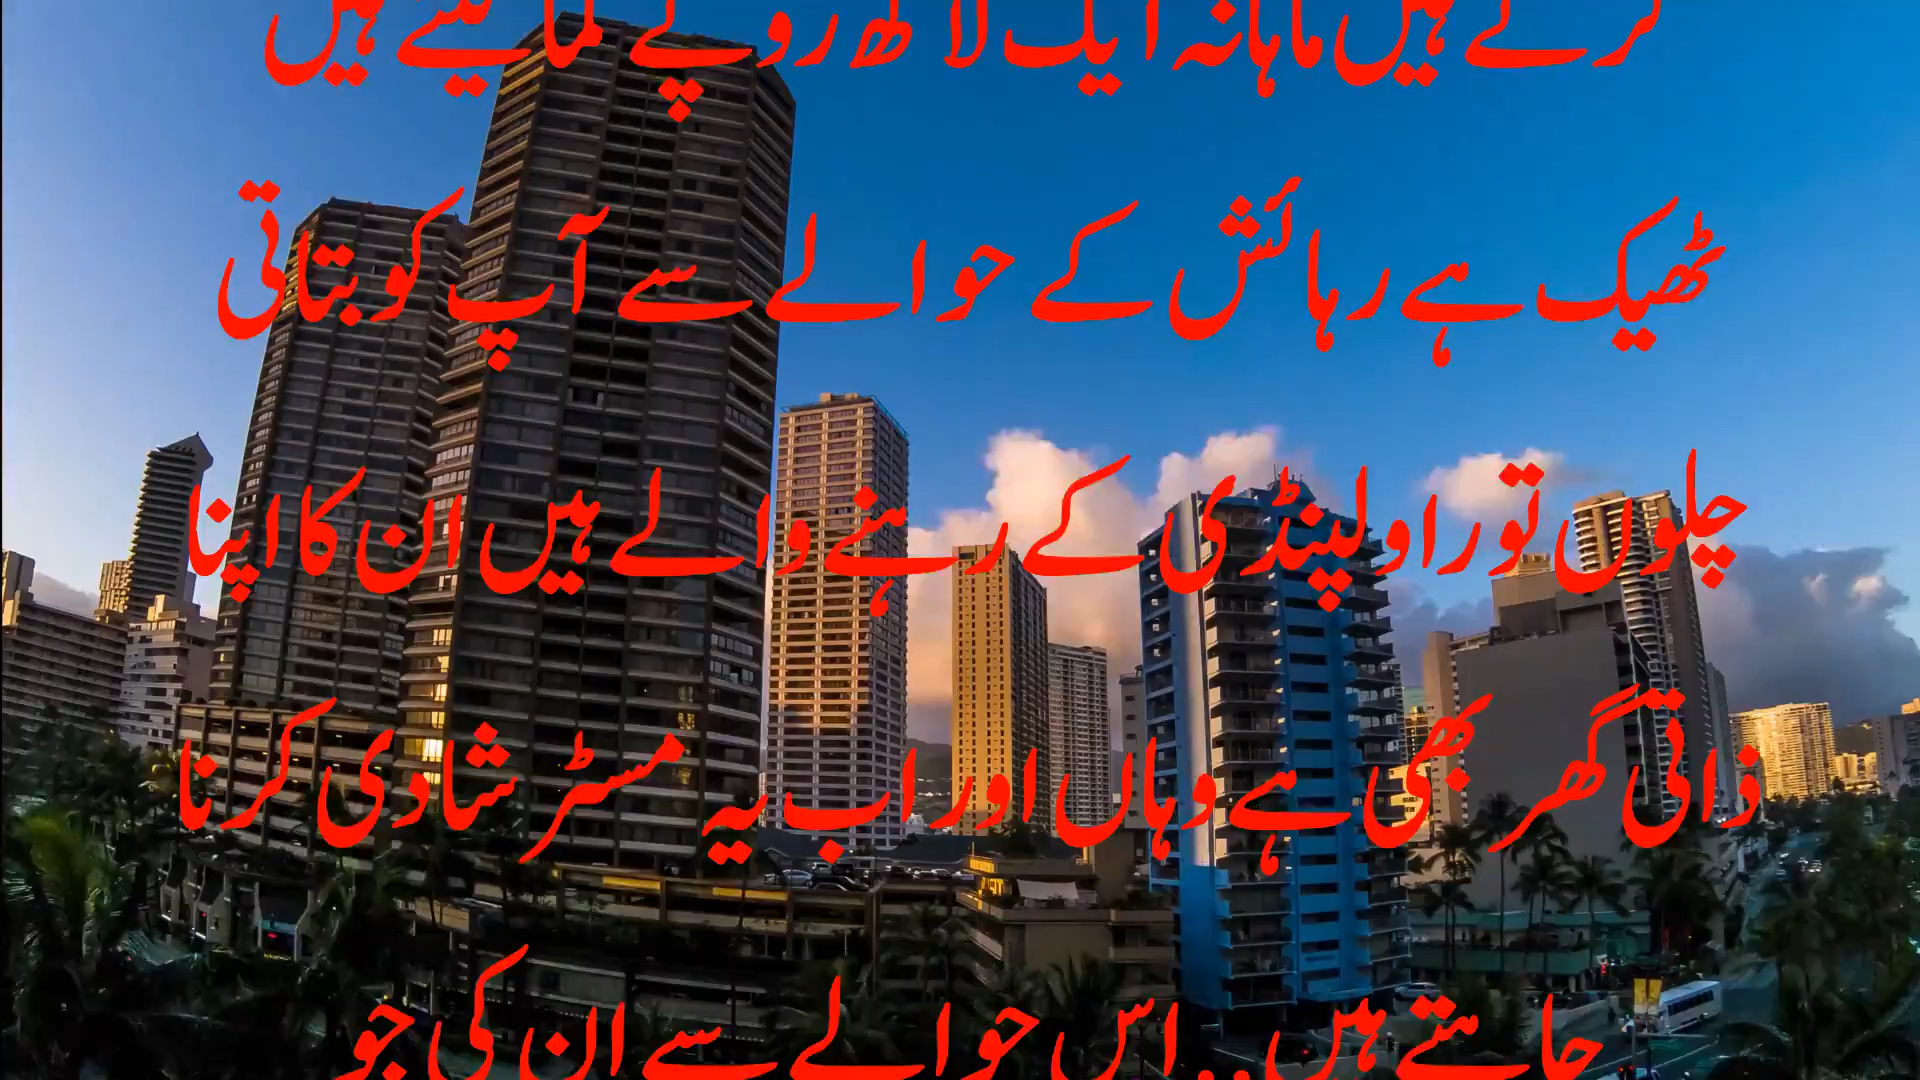 کرتے ہیں ماہانہ ایک لاکھ روپے کما لیتے ہیں
ٹھیک ہے رہائش کے حوالے سے آپ کو بتاتی
چلوں تو راولپنڈی کے رہنے والے ہیں ان کا اپنا
ذاتی گھر بھی ہے وہاں اور اب یہ مسٹر شادی کرنا
چاہتے ہیں .. اس حوالے سے ان کی جو